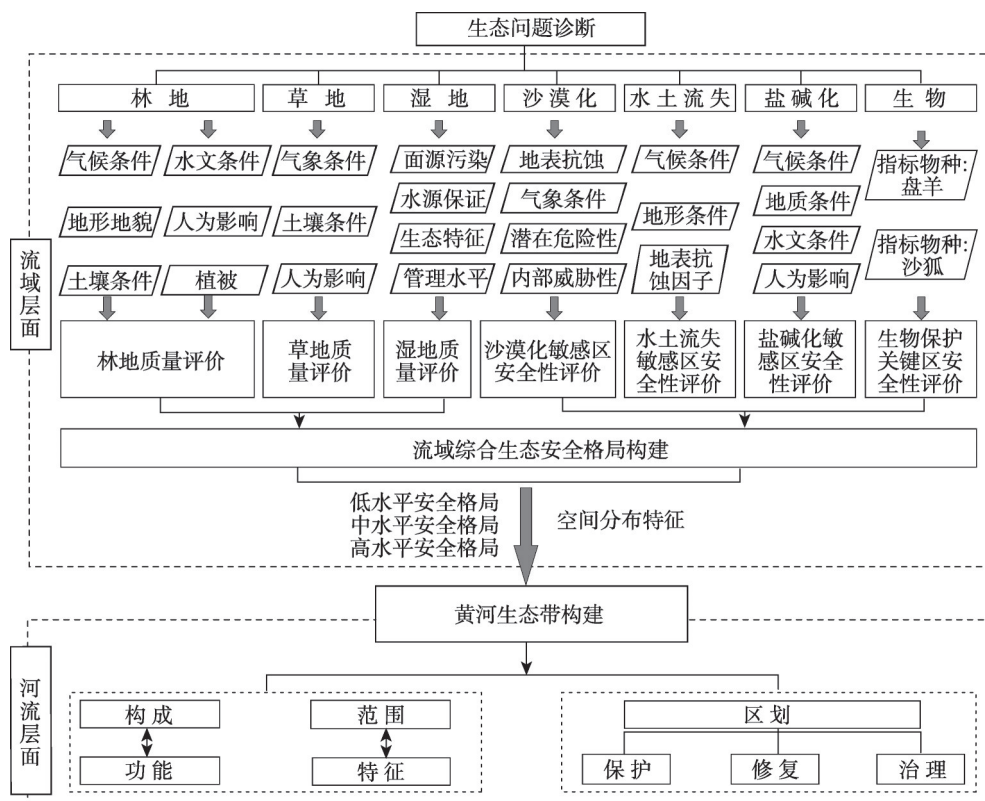 生态问题诊断
林地
草地
湿地
沙漠化
水土流失
盐碱化
生物
气候条件
水文条件
气象条件
面源污染
地表抗蚀
气候条件
气候条件
指标物种:
盘羊
水源保证
气象条件
地质条件
地形地貌
人为影响
土壤条件
地形条件
生态特征
潜在危险性
水文条件
指标物种:
沙狐
地表抗
蚀因子
土壤条件
植被
人为影响
管理水平
内部威胁性
人为影响
流域层面
林地质量评价
草地质
量评价
湿地质
量评价
沙漠化敏感区
安全性评价
水土流失
敏感区安
全性评价
盐碱化敏
感区安全
性评价
生物保护
关键区安
全性评价
流域综合生态安全格局构建
低水平安全格局
中水平安全格局
高水平安全格局
空间分布特征
黄河生态带构建
河流层面
构成
范围
区划
功能
特征
保护
修复
治理